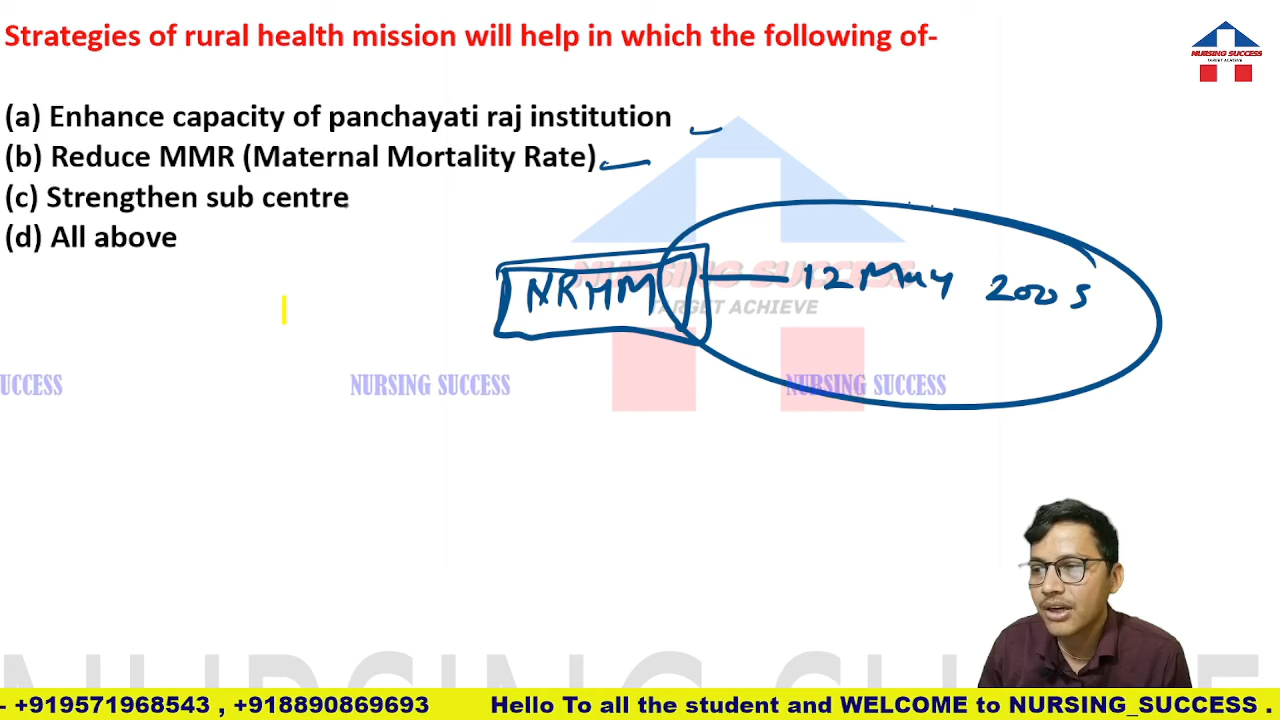 Strategies of rural health mission will help in which the following of-
NURSING SUCCESS
TARGET ACHIEVE
(a) Enhance capacity of panchayati raj institution
(b) Reduce MMR (Maternal Mortality Rate)
(c) Strengthen sub centre
(d) All above
NURSING SUCCESS
TARGET ACHIEVE
NRHM 12 May 2005
UCCESS NURSING SUCCESS NURSING SUCCESS
- +919571968543 , +918890869693 Hello To all the student and WELCOME to NURSING_SUCCESS .